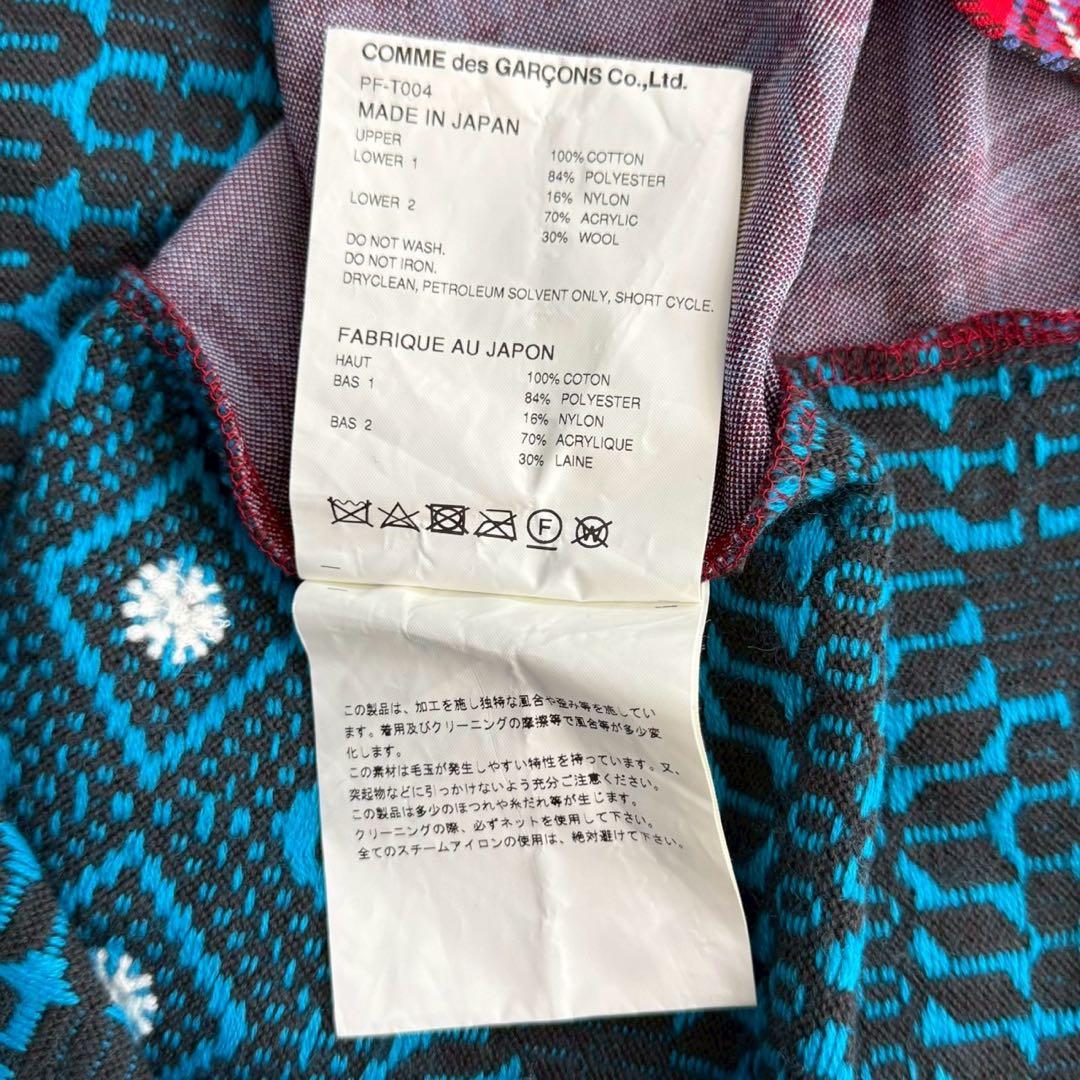 COMME des GARÇONS Co.,Ltd.
PF-T004
MADE IN JAPAN
UPPER 100% COTTON
LOWER 1 84% POLYESTER
16% NYLON
LOWER 2 70% ACRYLIC
30% WOOL
DO NOT WASH.
DO NOT IRON.
DRYCLEAN, PETROLEUM SOLVENT ONLY, SHORT CYCLE.
FABRIQUE AU JAPON
HAUT 100% COTON
BAS 1 84% POLYESTER
16% NYLON
BAS 2 70% ACRYLIQUE
30% LAINE
F W
この製品は、加工を施し独特な風合や歪み等を施してい
ます。着用及びクリーニングの摩擦等で風合等が多少変
化します。
この素材は毛玉が発生しやすい特性を持っています。又、
突起物などに引っかけないよう充分ご注意ください。
この製品は多少のほつれや糸だれ等が生じます。
クリーニングの際、必ずネットを使用して下さい。
全てのスチームアイロンの使用は、絶対避けて下さい。